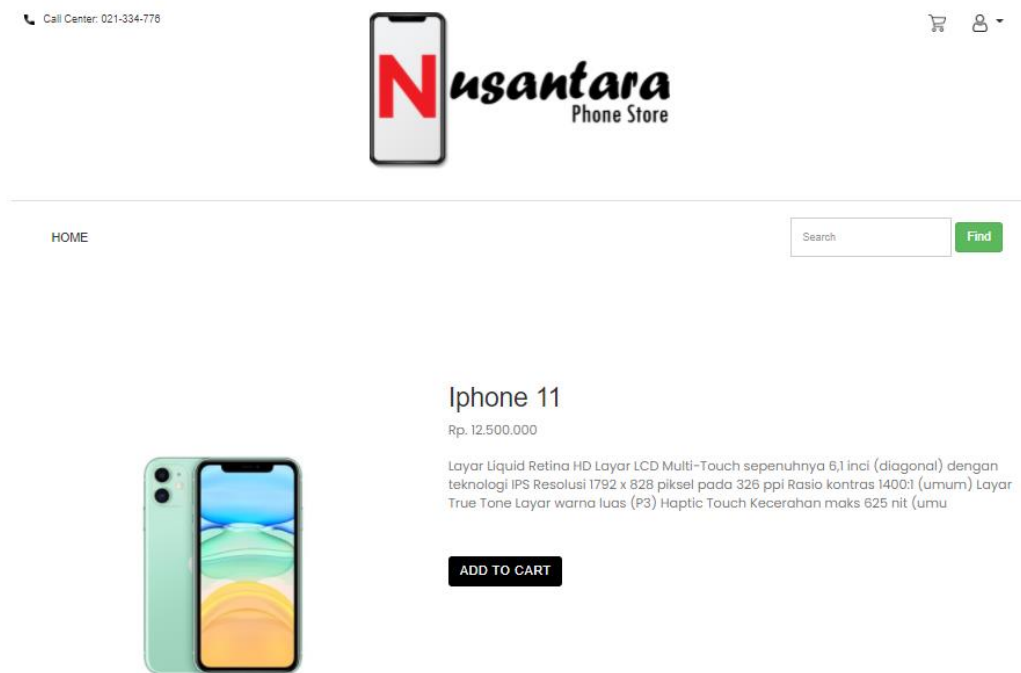 Call Center: 021-334-776
Nusantara
Phone Store
HOME
Search
Find
Iphone 11
Rp. 12.500.000
Layar Liquid Retina HD Layar LCD Multi-Touch sepenuhnya 6,1 inci (diagonal) dengan
teknologi IPS Resolusi 1792 x 828 piksel pada 326 ppi Rasio kontras 1400:1 (umum) Layar
True Tone Layar warna luas (P3) Haptic Touch Kecerahan maks 625 nit (umu
ADD TO CART